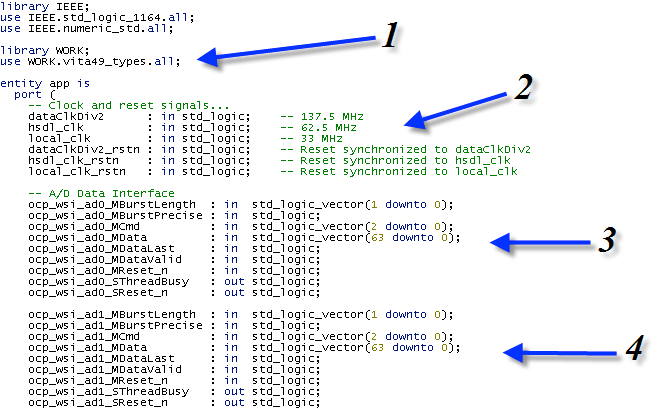 library IEEE;
use IEEE.std_logic_1164.all;
use IEEE.numeric_std.all;
library WORK;
use WORK.vita49_types.all;
1
entity app is
port (
-- Clock and reset signals...
dataClkDiv2 : in std_logic; -- 137.5 MHz
hsdl_clk : in std_logic; -- 62.5 MHz
local_clk : in std_logic; -- 33 MHz
dataClkDiv2_rstn : in std_logic; -- Reset synchronized to dataClkDiv2
hsdl_clk_rstn : in std_logic; -- Reset synchronized to hsdl_clk
local_clk_rstn : in std_logic; -- Reset synchronized to local_clk
2
-- A/D Data Interface
ocp_wsi_ad0_MBurstLength : in std_logic_vector(1 downto 0);
ocp_wsi_ad0_MBurstPrecise : in std_logic;
ocp_wsi_ad0_MCmd : in std_logic_vector(2 downto 0);
ocp_wsi_ad0_MData : in std_logic_vector(63 downto 0);
ocp_wsi_ad0_MDataLast : in std_logic;
ocp_wsi_ad0_MDataValid : in std_logic;
ocp_wsi_ad0_MReset_n : in std_logic;
ocp_wsi_ad0_SThreadBusy : out std_logic;
ocp_wsi_ad0_SReset_n : out std_logic;
3
ocp_wsi_ad1_MBurstLength : in std_logic_vector(1 downto 0);
ocp_wsi_ad1_MBurstPrecise : in std_logic;
ocp_wsi_ad1_MCmd : in std_logic_vector(2 downto 0);
ocp_wsi_ad1_MData : in std_logic_vector(63 downto 0);
ocp_wsi_ad1_MDataLast : in std_logic;
ocp_wsi_ad1_MDataValid : in std_logic;
ocp_wsi_ad1_MReset_n : in std_logic;
ocp_wsi_ad1_SThreadBusy : out std_logic;
ocp_wsi_ad1_SReset_n : out std_logic;
4